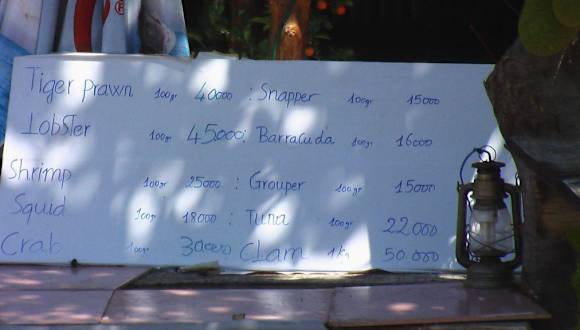 Tiger prawn 100gr 40000 : Snapper 100gr 15000
Lobster 100gr 45000: Barracuda 100gr 16000
Shrimp 100gr 25000 : Grouper 100gr 15000
Squid 100gr 18000 : Tuna 100gr 22.000
Crab 100gr 30000 Clam 1kg 50.000